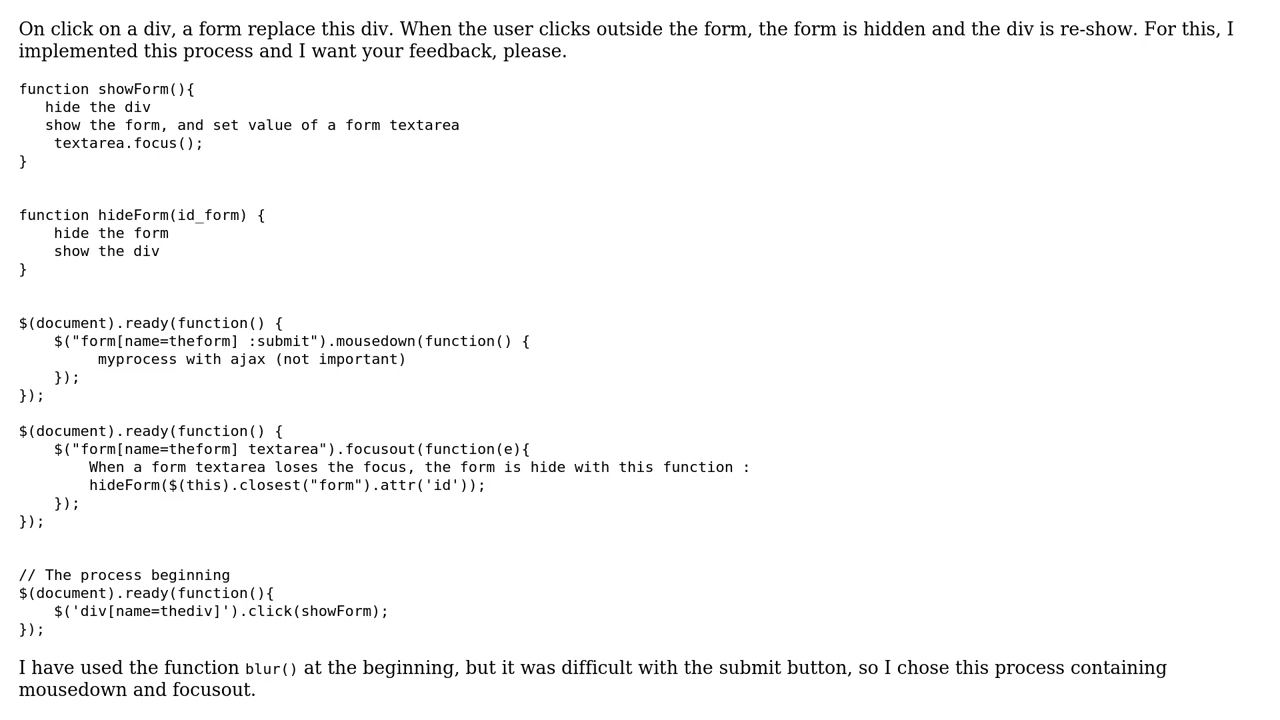 On click on a div, a form replace this div. When the user clicks outside the form, the form is hidden and the div is re-show. For this, I
implemented this process and I want your feedback, please.
function showForm(){
   hide the div
   show the form, and set value of a form textarea
    textarea.focus();
}
function hideForm(id_form) {
    hide the form
    show the div
}
$(document).ready(function() {
    $("form[name=theform] :submit").mousedown(function() {
         myprocess with ajax (not important)
    });
});
$(document).ready(function() {
    $("form[name=theform] textarea").focusout(function(e){
        When a form textarea loses the focus, the form is hide with this function :
        hideForm($(this).closest("form").attr('id'));
    });
});
// The process beginning
$(document).ready(function(){
    $('div[name=thediv]').click(showForm);
});
I have used the function blur() at the beginning, but it was difficult with the submit button, so I chose this process containing
mousedown and focusout.